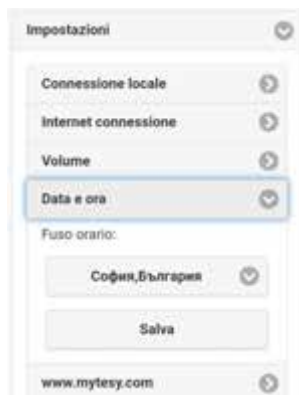 Impostazioni
Connessione locale
Internet connessione
Volume
Data e ora
Fuso orario:
София,България
Salva
www.mytesy.com